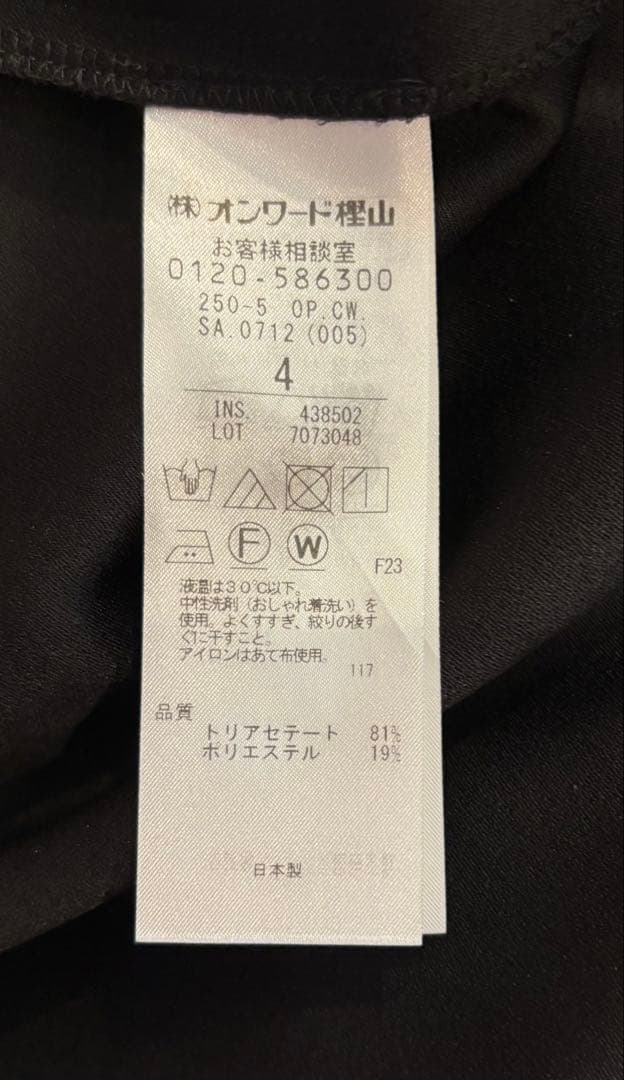 (株)オンワード樫山
お客様相談室
0120-586300
250-5 OP.CW.
SA.0712(005)
4
INS. 438502
LOT 7073048
F W F23
液温は30℃以下。
中性洗剤(おしゃれ着洗い)を
使用。よくすすぎ、絞りの後す
ぐに干すこと。
アイロンはあて布使用。
117
品質
トリアセテート 81%
ポリエステル 19%
日本製